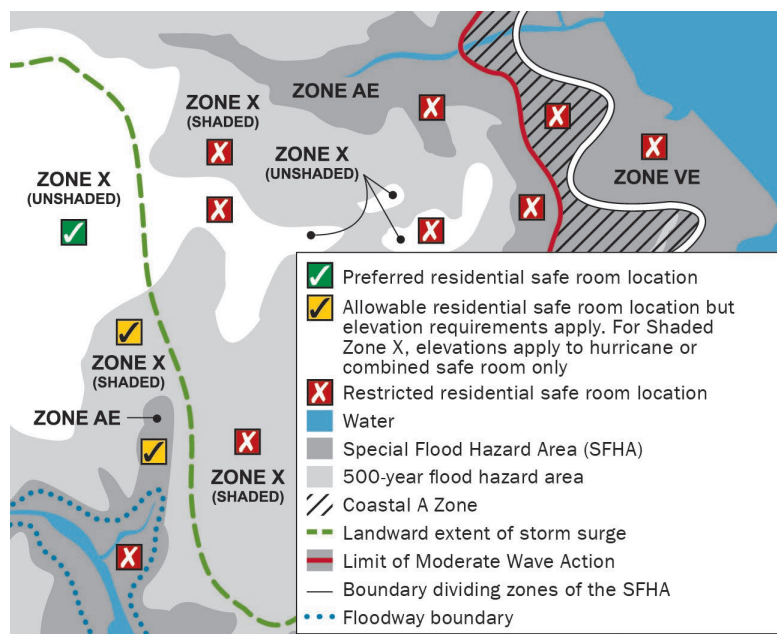 ZONE AE
ZONE X
(SHADED)
ZONE X
(UNSHADED)
ZONE X
(UNSHADED)
ZONE VE
ZONE X
(SHADED)
ZONE AE
ZONE X
(SHADED)
Preferred residential safe room location
Allowable residential safe room location but
elevation requirements apply. For Shaded
Zone X, elevations apply to hurricane or
combined safe room only
Restricted residential safe room location
Water
Special Flood Hazard Area (SFHA)
500-year flood hazard area
Coastal A Zone
Landward extent of storm surge
Limit of Moderate Wave Action
Boundary dividing zones of the SFHA
Floodway boundary